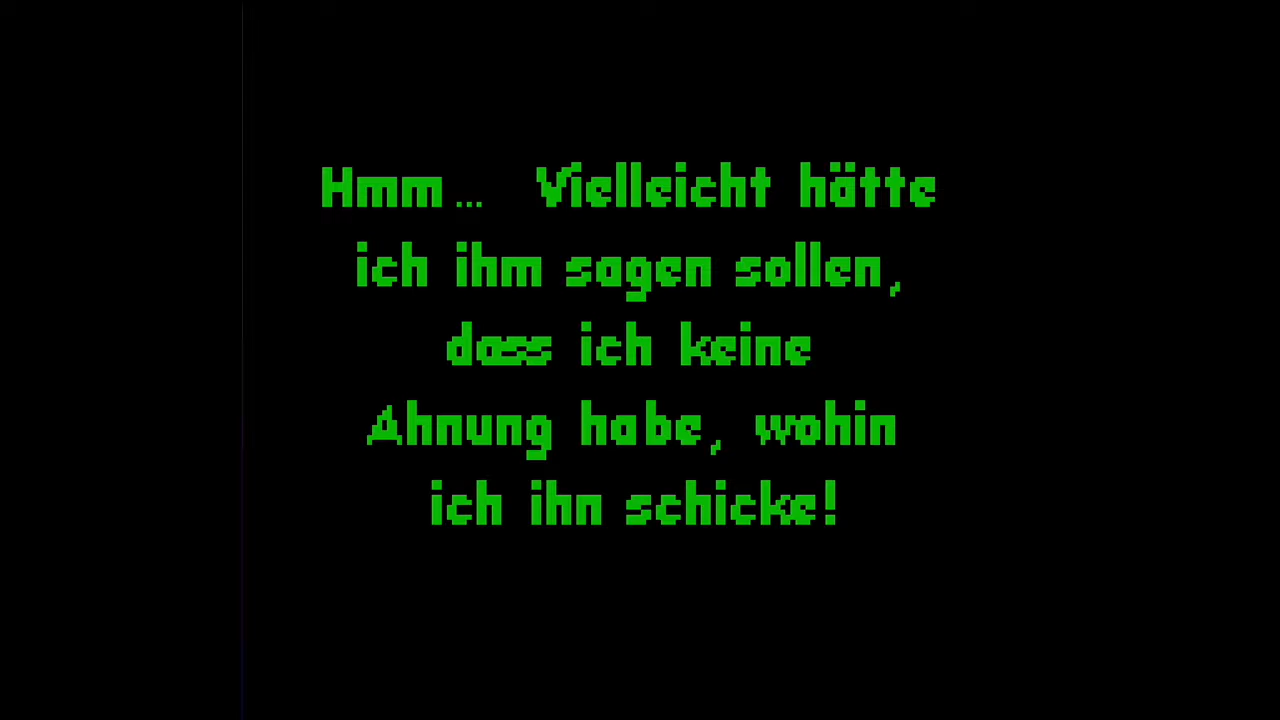 Hmm... Vielleicht hätte
ich ihm sagen sollen,
dass ich keine
Ahnung habe, wohin
ich ihn schicke!